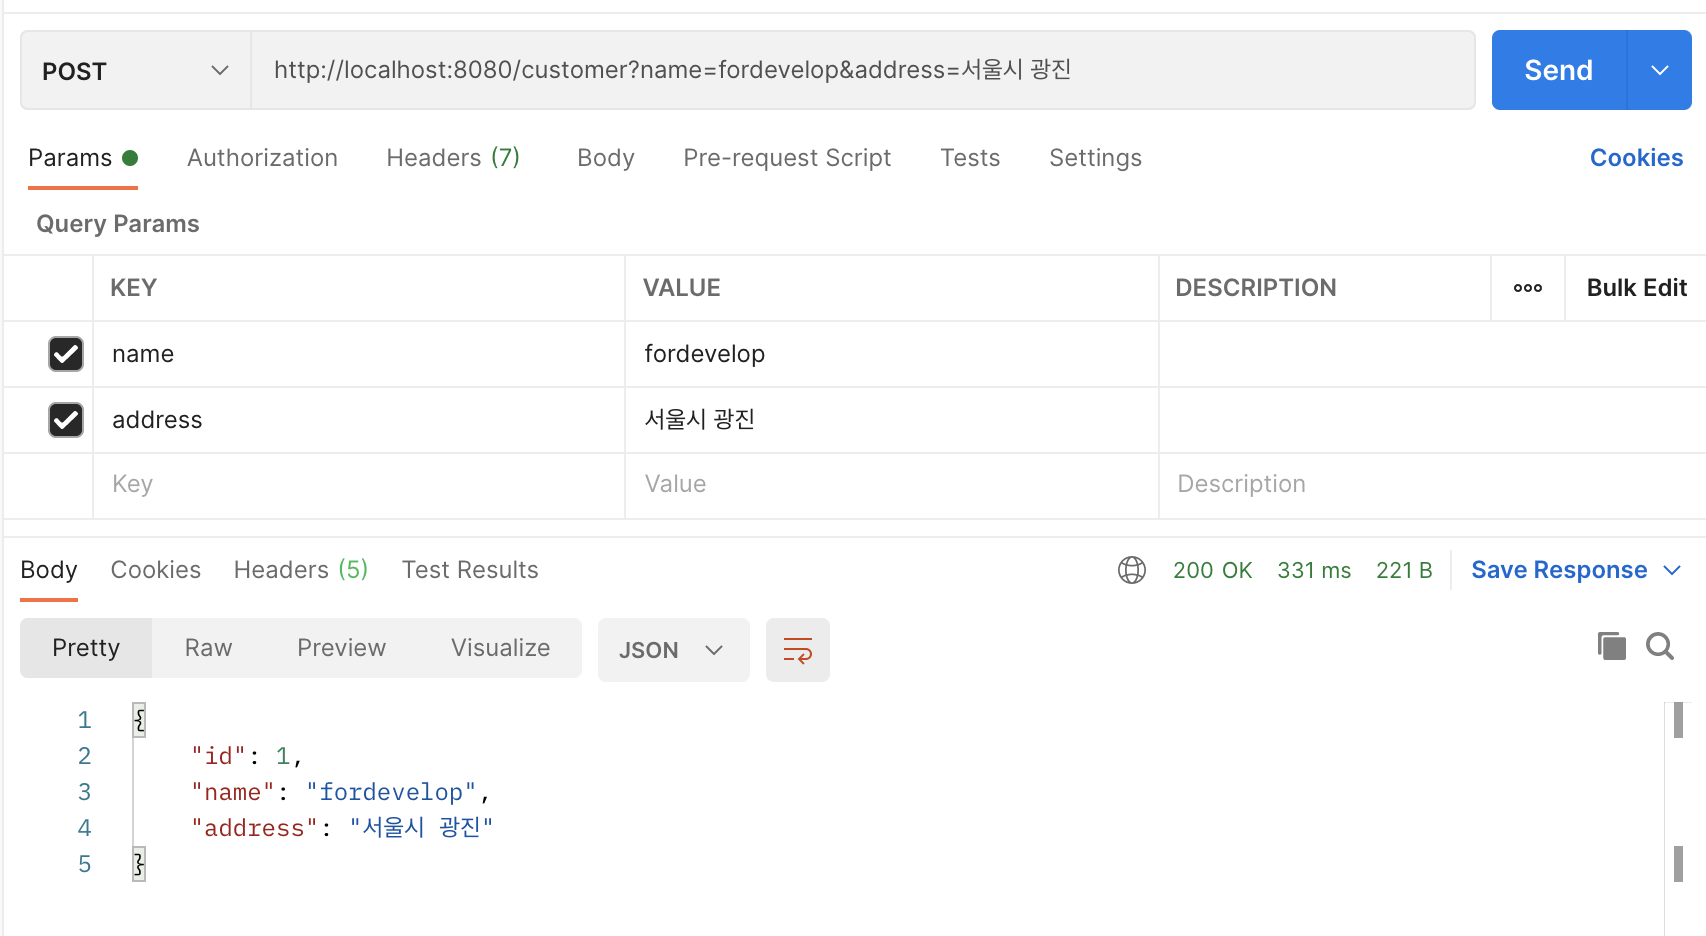 POST http://localhost:8080/customer?name=fordevelop&address=서울시 광진 Send
Params Authorization Headers (7) Body Pre-request Script Tests Settings Cookies
Query Params
KEY VALUE DESCRIPTION ooo Bulk Edit
name fordevelop
address 서울시 광진
Key Value Description
Body Cookies Headers (5) Test Results 200 OK 331 ms 221 B Save Response
Pretty Raw Preview Visualize JSON
1 {
2 "id": 1,
3 "name": "fordevelop",
4 "address": "서울시 광진"
5 }